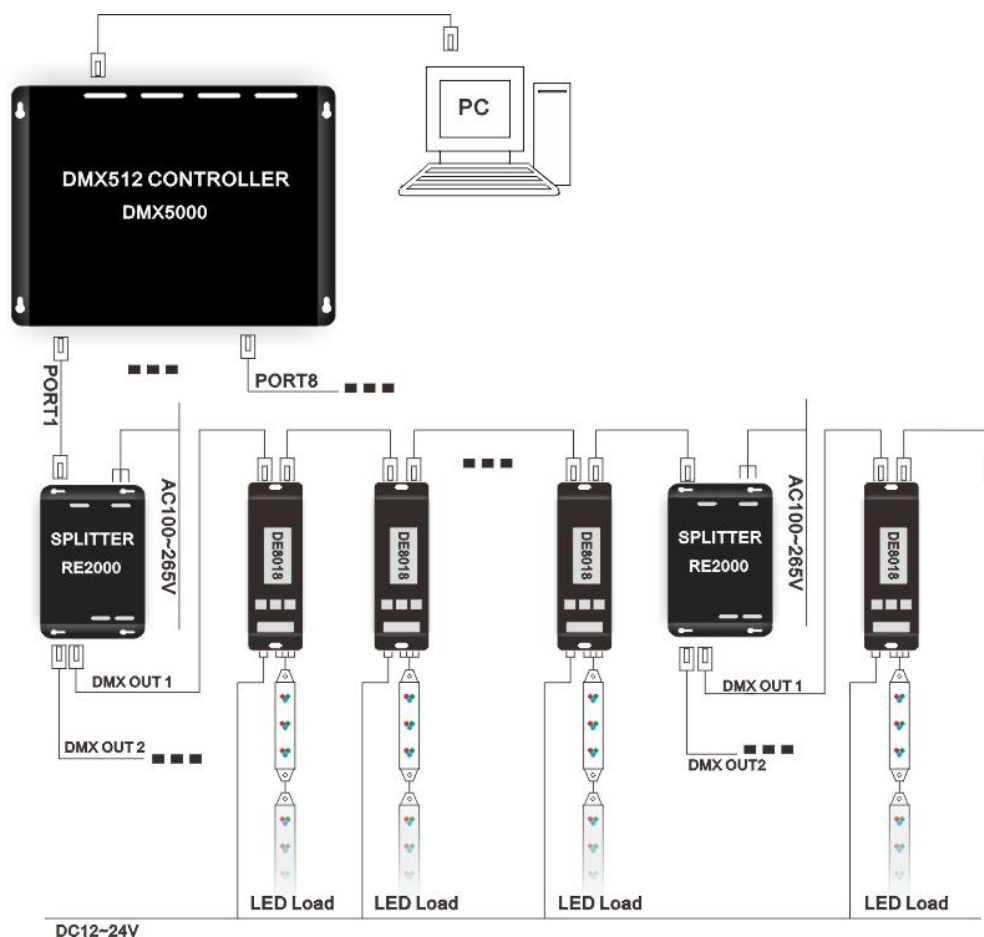 PC
DMX512 CONTROLLER
DMX5000
PORT1
PORT8
AC100~265V
AC100~265V
SPLITTER
RE2000
DE8018
DE8018
DE8018
SPLITTER
RE2000
DE8018
DMX OUT 1
DMX OUT 2
DMX OUT 1
DMX OUT2
LED Load
LED Load
LED Load
LED Load
DC12~24V